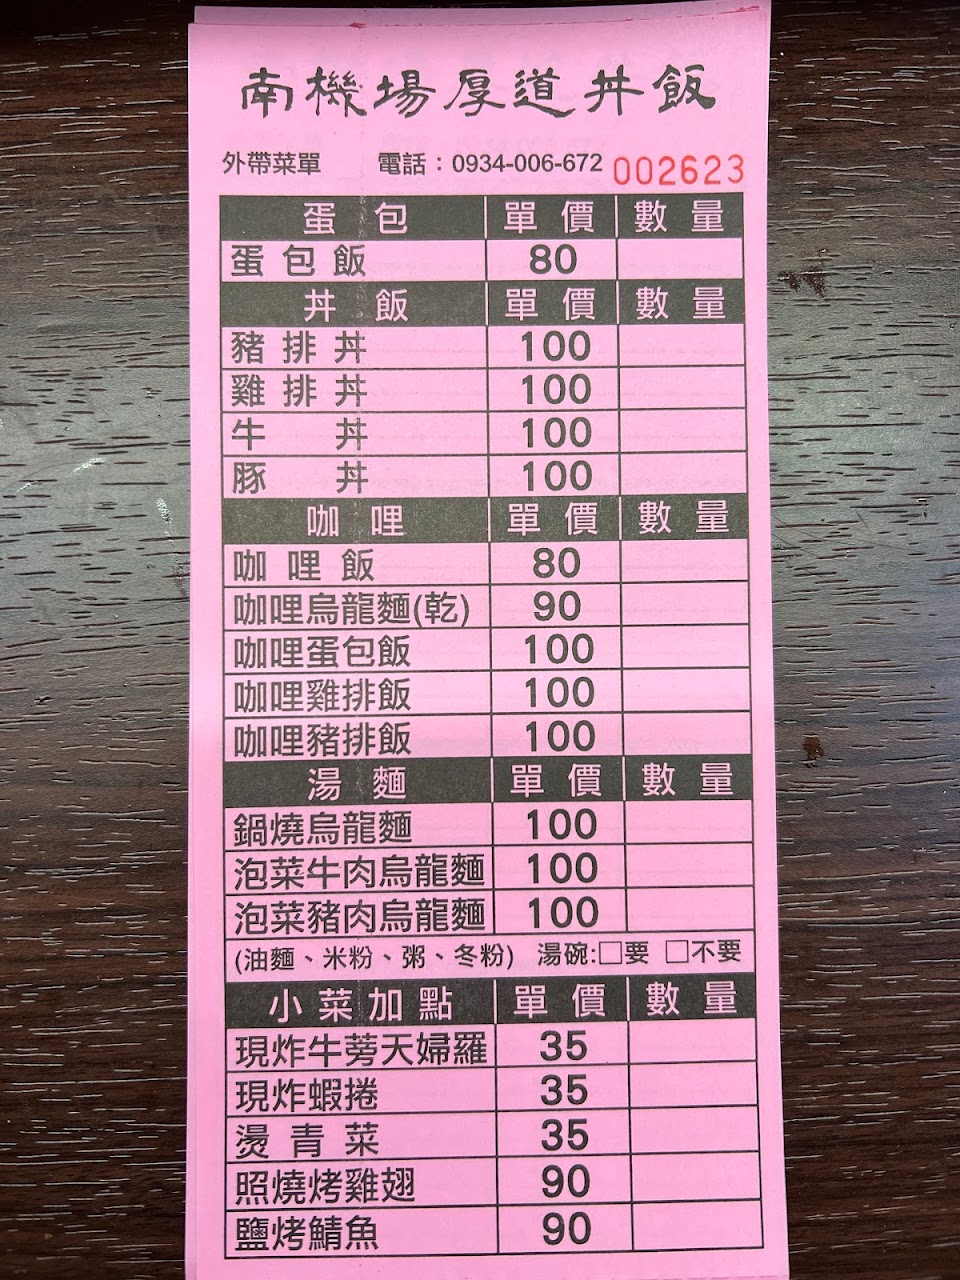 南機場厚道丼飯
外帶菜單 電話：0934-006-672 002623
蛋包 單價 數量
蛋包飯 80
丼飯 單價 數量
豬排丼 100
雞排丼 100
牛丼 100
豚丼 100
咖哩 單價 數量
咖哩飯 80
咖哩烏龍麵(乾) 90
咖哩蛋包飯 100
咖哩雞排飯 100
咖哩豬排飯 100
湯麵 單價 數量
鍋燒烏龍麵 100
泡菜牛肉烏龍麵 100
泡菜豬肉烏龍麵 100
(油麵、米粉、粥、冬粉) 湯碗:□要 □不要
小菜加點 單價 數量
現炸牛蒡天婦羅 35
現炸蝦捲 35
燙青菜 35
照燒烤雞翅 90
鹽烤鯖魚 90